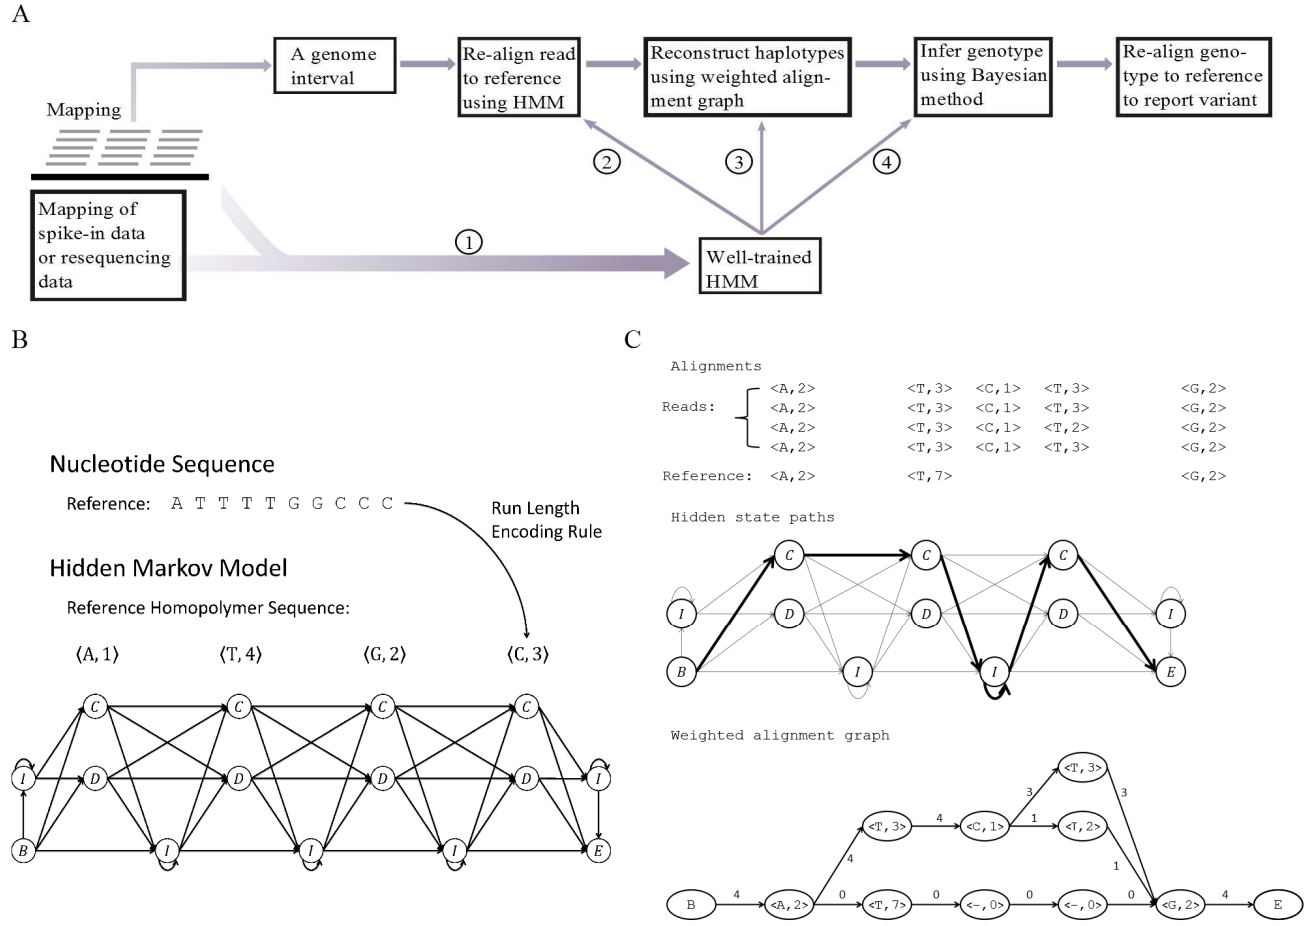 A
Mapping
A genome
interval
Re-align read
to reference
using HMM
Reconstruct haplotypes
using weighted align-
ment graph
Infer genotype
using Bayesian
method
Re-align geno-
type to reference
to report variant
2
3
4
Mapping of
spike-in data
or resequencing
data
1
Well-trained
HMM
B
Nucleotide Sequence
Reference: A T T T T G G C C C
Run Length
Encoding Rule
Hidden Markov Model
Reference Homopolymer Sequence:
⟨A, 1⟩ ⟨T, 4⟩ ⟨G, 2⟩ ⟨C, 3⟩
C C C C
I D D D D I
B I I I E
C
Alignments
<A,2> <T,3> <C,1> <T,3> <G,2>
Reads: <A,2> <T,3> <C,1> <T,3> <G,2>
<A,2> <T,3> <C,1> <T,2> <G,2>
<A,2> <T,3> <C,1> <T,3> <G,2>
Reference: <A,2> <T,7> <G,2>
Hidden state paths
C C C
I D D D I
B I I E
Weighted alignment graph
<T,3>
3 3
<T,3> 4 <C,1> 1 <T,2>
4 1
B 4 <A,2> 0 <T,7> 0 <-,0> 0 <-,0> 0 <G,2> 4 E